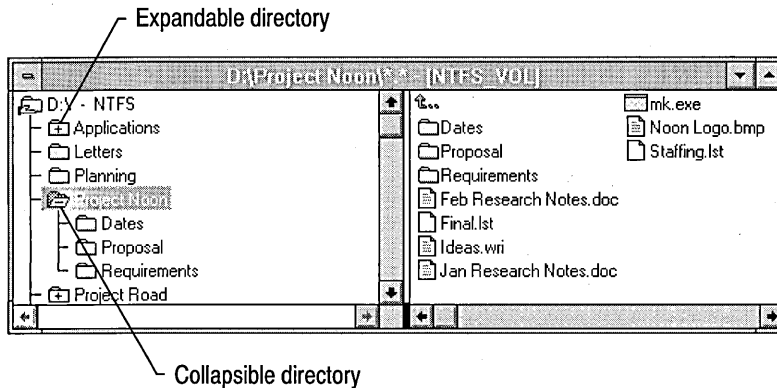 Expandable directory
D:\Project Noon\*.* - [NTFS_VOL]
D:\ - NTFS
Applications
Letters
Planning
Project Noon
Dates
Proposal
Requirements
Project Road
..
Dates
Proposal
Requirements
Feb Research Notes.doc
Final.lst
Ideas.wri
Jan Research Notes.doc
mk.exe
Noon Logo.bmp
Staffing.lst
Collapsible directory